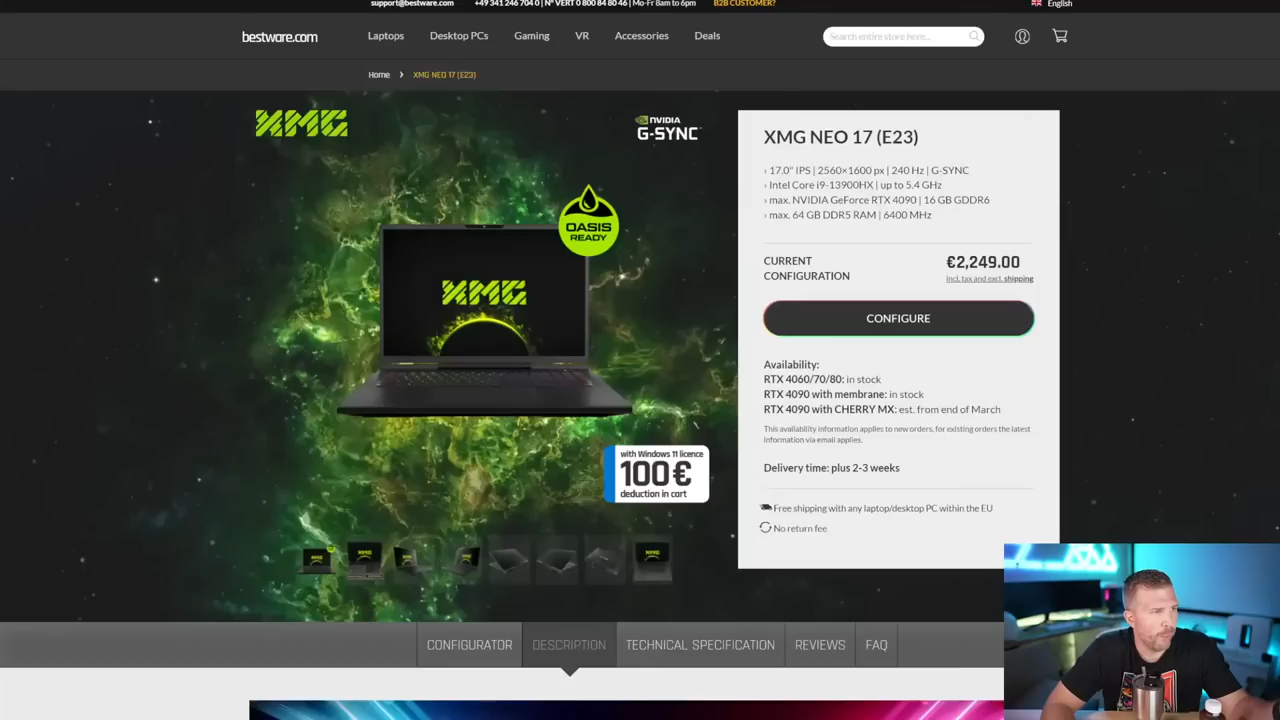 support@bestware.com +49 341 246 704 0 | N° VERT 0 800 84 80 46 | Mo-Fr 8am to 6pm B2B CUSTOMER? English
bestware.com Laptops Desktop PCs Gaming VR Accessories Deals Search entire store here...
Home › XMG NEO 17 (E23)
XMG
NVIDIA
G-SYNC
OASIS
READY
XMG
with Windows 11 licence
100 €
deduction in cart
XMG NEO 17 (E23)
› 17.0" IPS | 2560×1600 px | 240 Hz | G-SYNC
› Intel Core i9-13900HX | up to 5.4 GHz
› max. NVIDIA GeForce RTX 4090 | 16 GB GDDR6
› max. 64 GB DDR5 RAM | 6400 MHz
CURRENT
CONFIGURATION
€2,249.00
incl. tax and excl. shipping
CONFIGURE
Availability:
RTX 4060/70/80: in stock
RTX 4090 with membrane: in stock
RTX 4090 with CHERRY MX: est. from end of March
This availability information applies to new orders, for existing orders the latest
information via email applies.
Delivery time: plus 2-3 weeks
Free shipping with any laptop/desktop PC within the EU
No return fee
CONFIGURATOR DESCRIPTION TECHNICAL SPECIFICATION REVIEWS FAQ